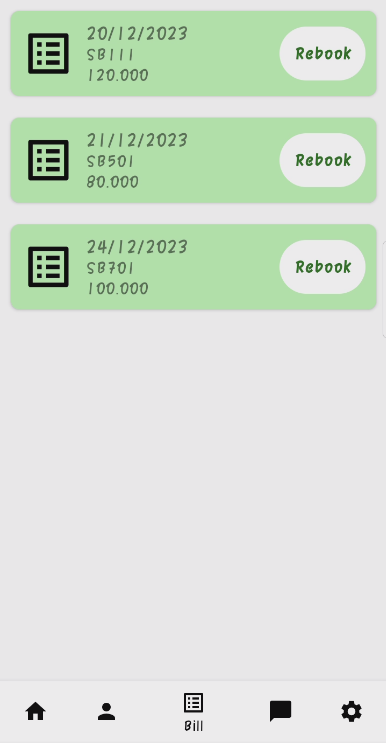 20/12/2023
SB111
120.000
Rebook
21/12/2023
SB501
80.000
Rebook
24/12/2023
SB701
100.000
Rebook
Bill